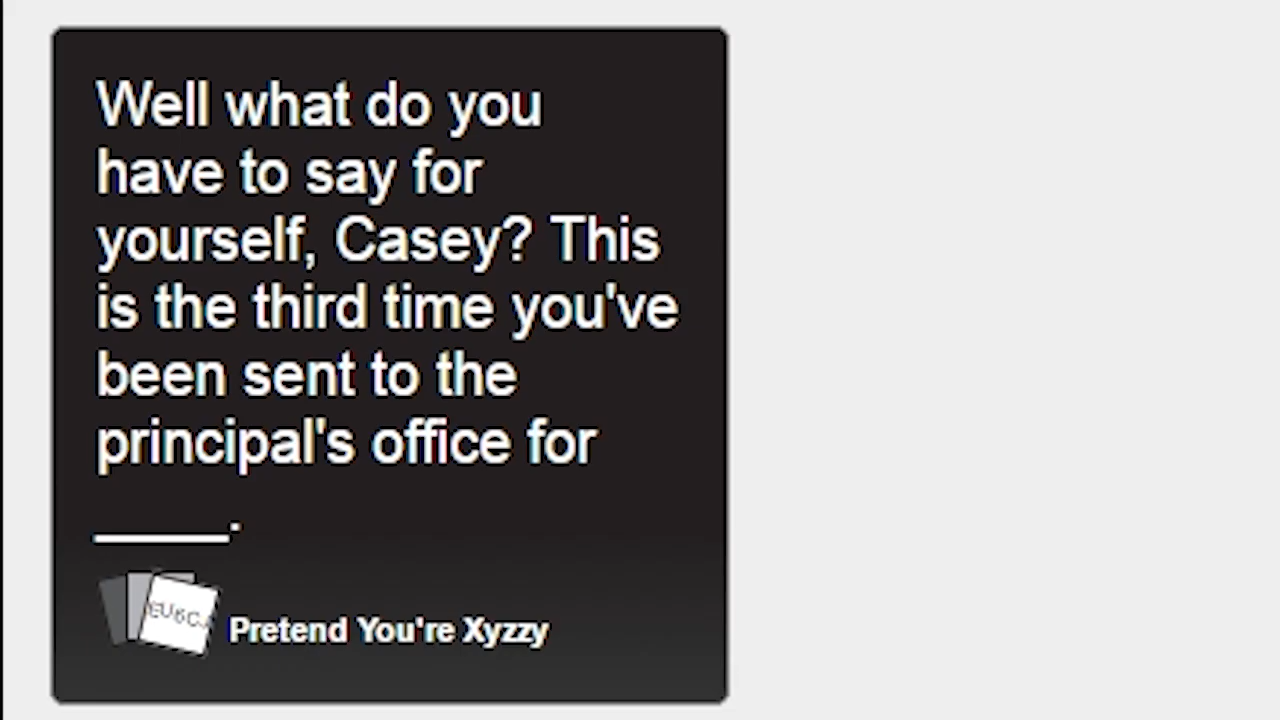 Well what do you
have to say for
yourself, Casey? This
is the third time you've
been sent to the
principal's office for
_____.
Pretend You're Xyzzy